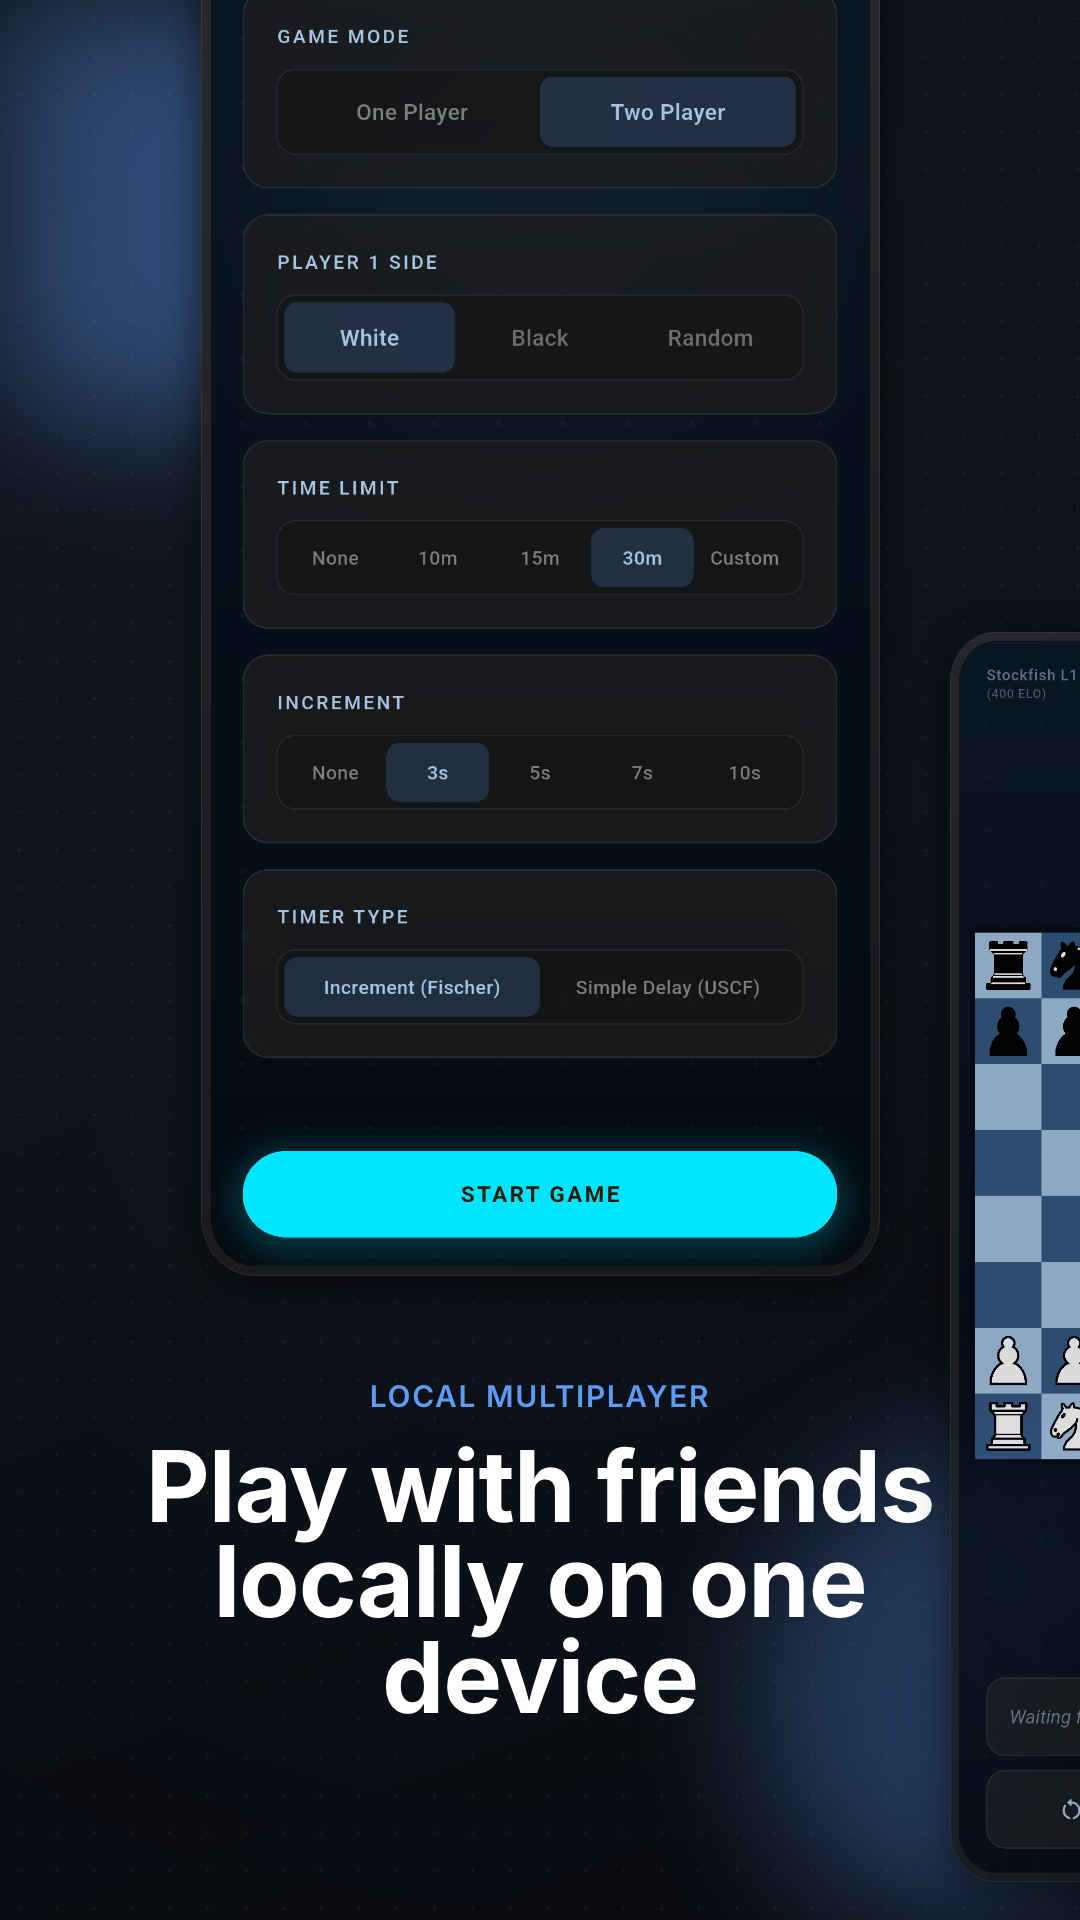 GAME MODE
One Player Two Player
PLAYER 1 SIDE
White Black Random
TIME LIMIT
None 10m 15m 30m Custom
INCREMENT
None 3s 5s 7s 10s
TIMER TYPE
Increment (Fischer) Simple Delay (USCF)
START GAME
LOCAL MULTIPLAYER
Play with friends
locally on one
device
Stockfish L1
(400 ELO)
Waiting